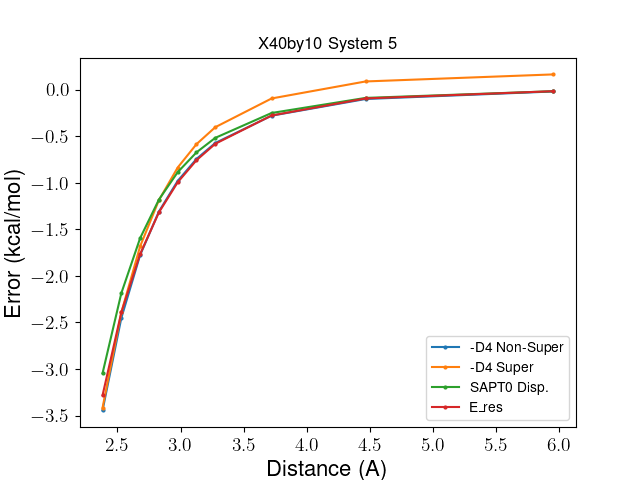 X40by10 System 5
Error (kcal/mol)
0.0
−0.5
−1.0
−1.5
−2.0
−2.5
−3.0
−3.5
-D4 Non-Super
-D4 Super
SAPT0 Disp.
E_res
2.5 3.0 3.5 4.0 4.5 5.0 5.5 6.0
Distance (A)